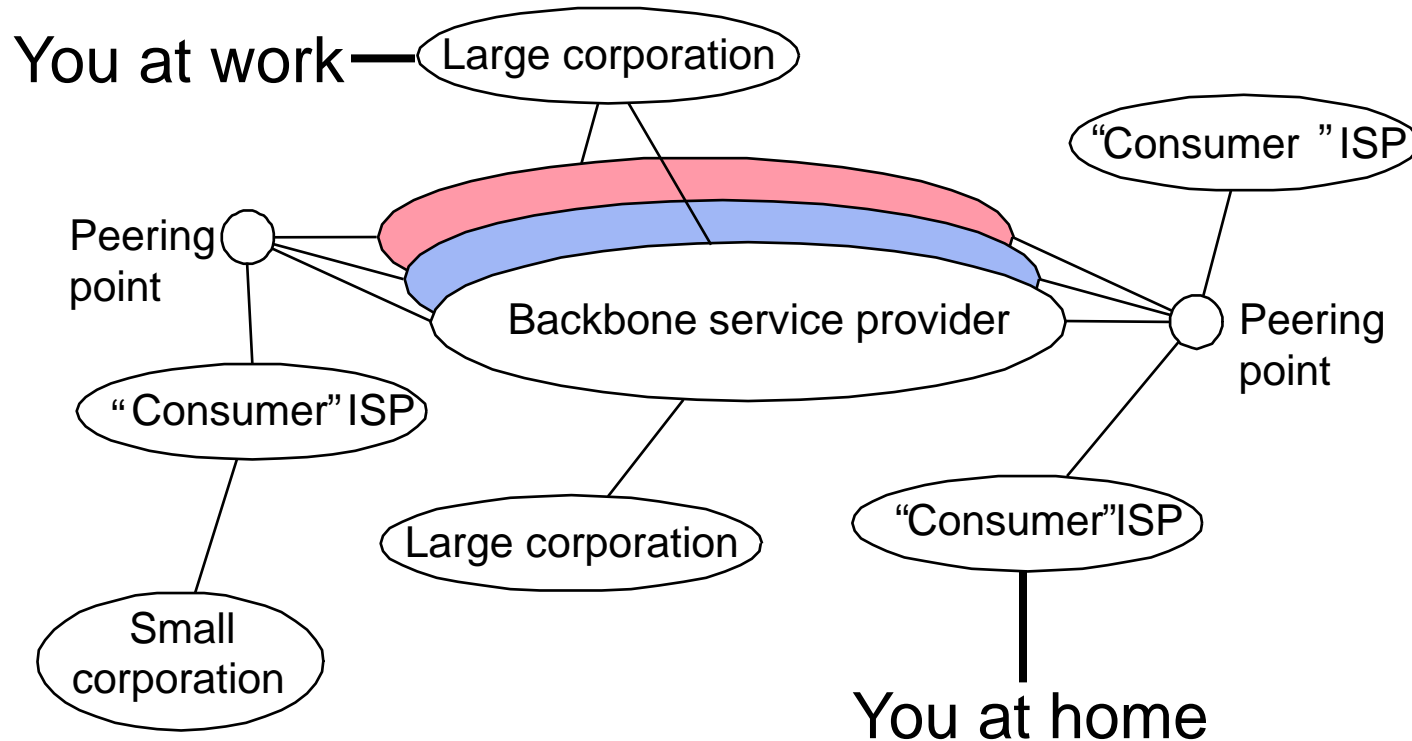 You at work
Large corporation
“Consumer ” ISP
Peering
point
Backbone service provider
Peering
point
“Consumer” ISP
Large corporation
“Consumer”ISP
Small
corporation
You at home